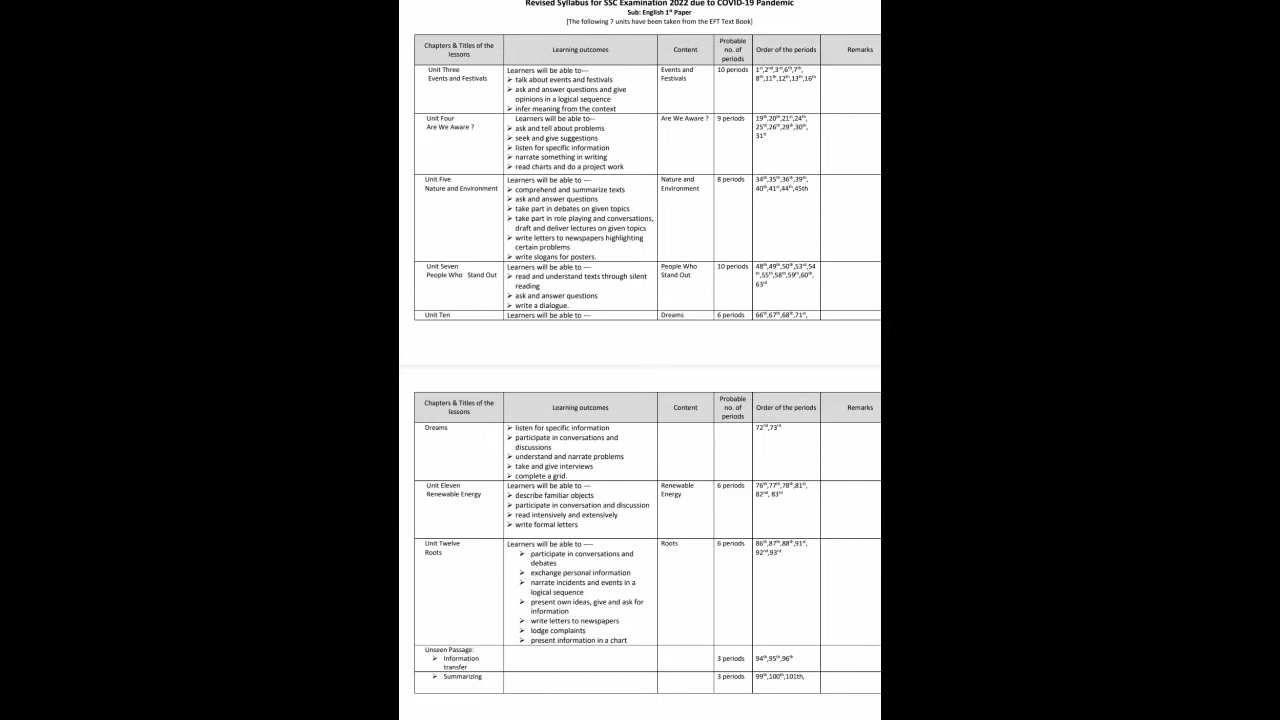 Revised Syllabus for SSC Examination 2022 due to COVID-19 Pandemic
Sub: English 1st Paper
[The following 7 units have been taken from the EFT Text Book]
Chapters & Titles of the lessons
Learning outcomes
Content
Probable no. of periods
Order of the periods
Remarks
Unit Three
Events and Festivals
Learners will be able to---
➢ talk about events and festivals
➢ ask and answer questions and give
opinions in a logical sequence
➢ infer meaning from the context
Events and
Festivals
10 periods
1st,2nd,3rd,6th,7th,
8th,11th,12th,13th,16th
Unit Four
Are We Aware ?
Learners will be able to--
➢ ask and tell about problems
➢ seek and give suggestions
➢ listen for specific information
➢ narrate something in writing
➢ read charts and do a project work
Are We Aware ?
9 periods
19th,20th,21st,24th,
25th,26th,29th,30th,
31st
Unit Five
Nature and Environment
Learners will be able to ---
➢ comprehend and summarize texts
➢ ask and answer questions
➢ take part in debates on given topics
➢ take part in role playing and conversations,
draft and deliver lectures on given topics
➢ write letters to newspapers highlighting
certain problems
➢ write slogans for posters.
Nature and
Environment
8 periods
34th,35th,36th,39th,
40th,41st,44th,45th
Unit Seven
People Who Stand Out
Learners will be able to ---
➢ read and understand texts through silent
reading
➢ ask and answer questions
➢ write a dialogue.
People Who
Stand Out
10 periods
48th,49th,50th,53rd,54
th,55th,58th,59th,60th,
63rd
Unit Ten
Learners will be able to ---
Dreams
6 periods
66th,67th,68th,71st,
Chapters & Titles of the
lessons
Learning outcomes
Content
Probable
no. of
periods
Order of the periods
Remarks
Dreams
➢ listen for specific information
➢ participate in conversations and
discussions
➢ understand and narrate problems
➢ take and give interviews
➢ complete a grid.
72nd,73rd
Unit Eleven
Renewable Energy
Learners will be able to ---
➢ describe familiar objects
➢ participate in conversation and discussion
➢ read intensively and extensively
➢ write formal letters
Renewable
Energy
6 periods
76th,77th,78th,81st,
82nd, 83rd
Unit Twelve
Roots
Learners will be able to ----
➢ participate in conversations and
debates
➢ exchange personal information
➢ narrate incidents and events in a
logical sequence
➢ present own ideas, give and ask for
information
➢ write letters to newspapers
➢ lodge complaints
➢ present information in a chart
Roots
6 periods
86th,87th,88th,91st,
92nd,93rd
Unseen Passage:
➢ Information
transfer
3 periods
94th,95th,96th
➢ Summarizing
3 periods
99th,100th,101th,